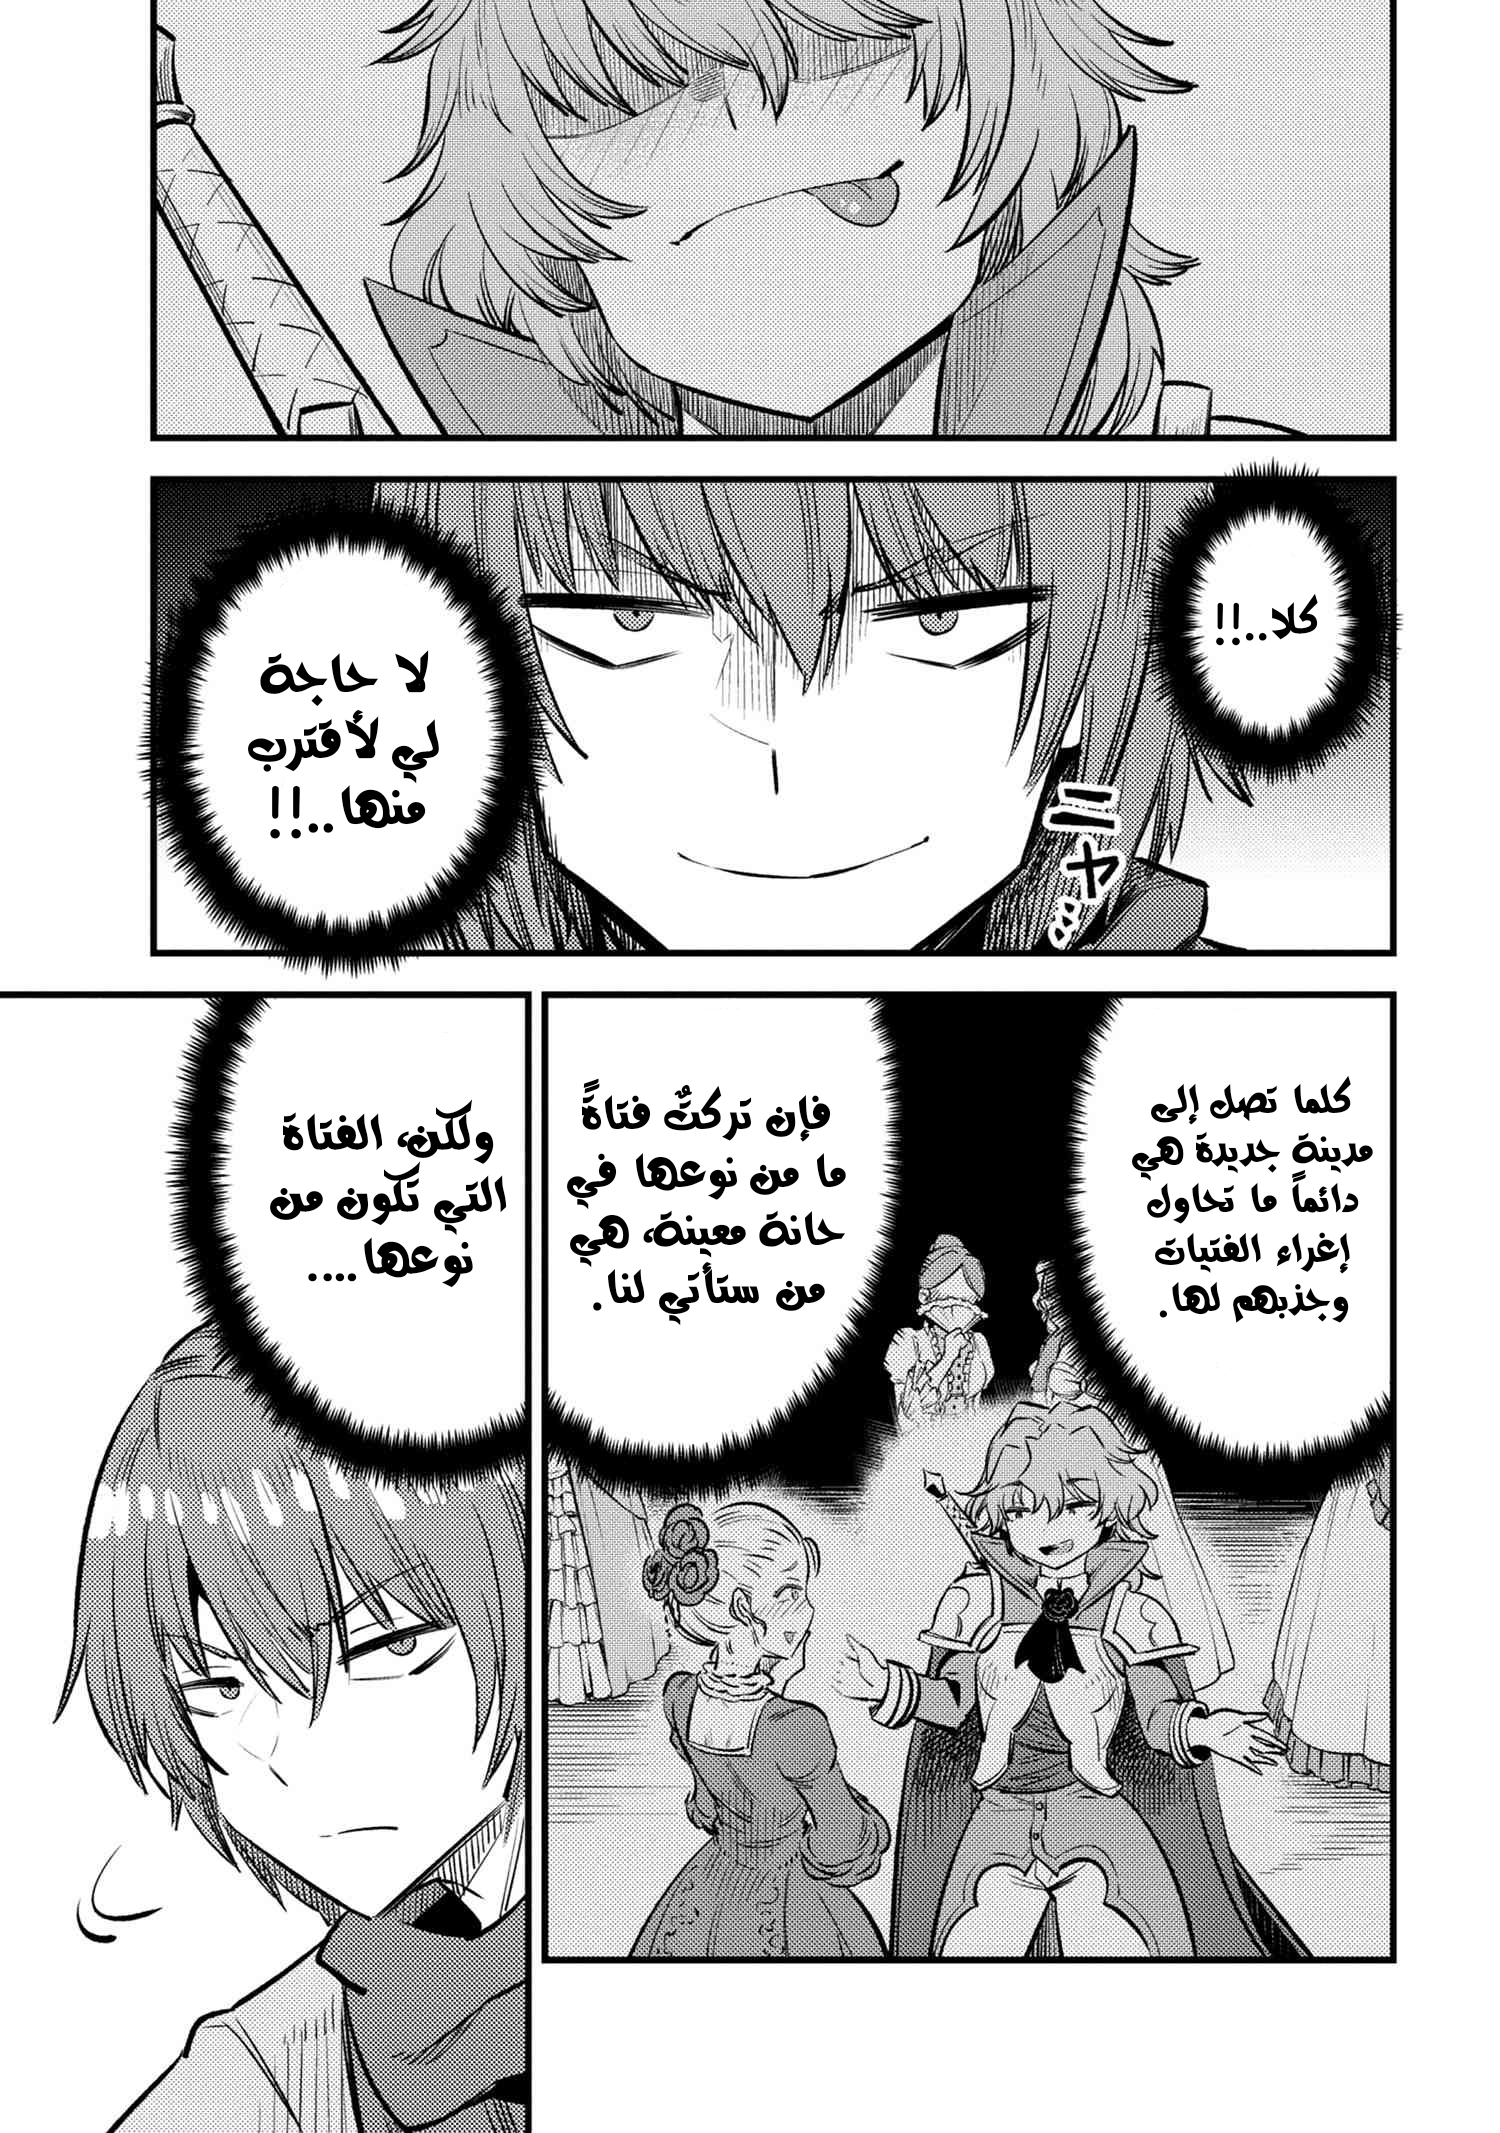 كلا..!!
لا حاجة
لي لأقترب
منها..!!
ニヤ
كلما تصل إلى
مدينة جديدة هي
دائماً ما تحاول
إغراء الفتيات
وجذبهم لها.
فإن تركتٌ فتاةً
ما من نوعها في
حانة معينة، هي
من ستأتي لنا.
ولكن، الفتاة
التي تكون من
نوعها....